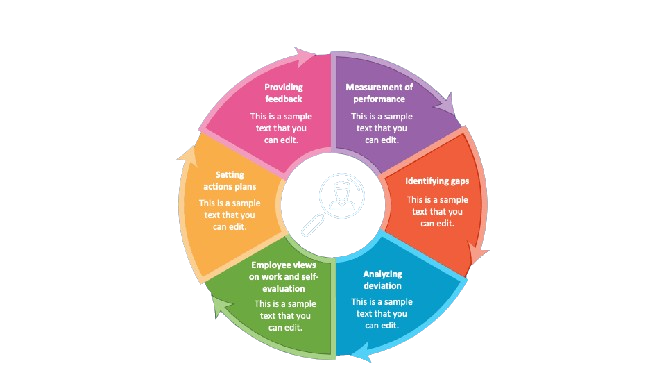 Providing
feedback
This is a sample
text that you
can edit.
Measurement of
performance
This is a sample
text that you
can edit.
Identifying gaps
This is a sample
text that you
can edit.
Analyzing
deviation
This is a sample
text that you
can edit.
Employee views
on work and self-
evaluation
This is a sample
text that you
can edit.
Setting
actions plans
This is a sample
text that you
can edit.